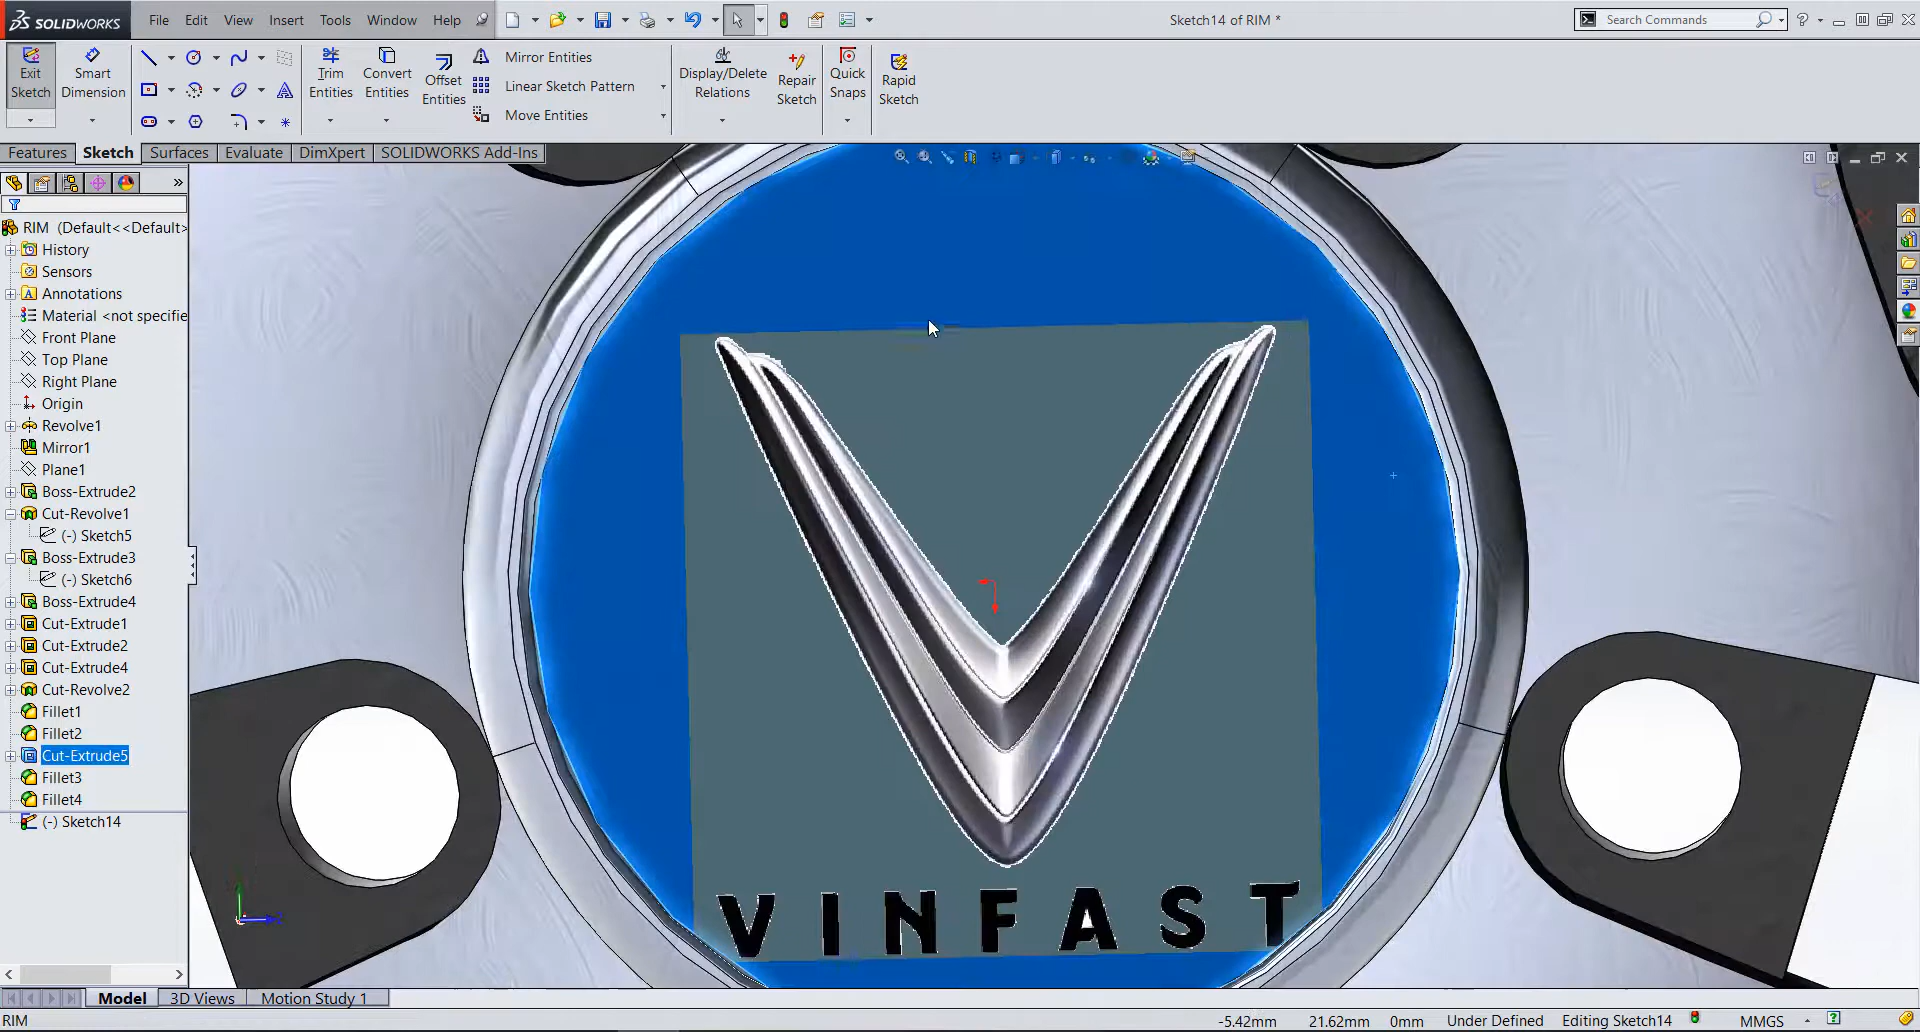 SOLIDWORKS
File Edit View Insert Tools Window Help
Sketch14 of RIM *
Search Commands
Exit Sketch
Smart Dimension
Trim Entities
Convert Entities
Offset Entities
Mirror Entities
Linear Sketch Pattern
Move Entities
Display/Delete Relations
Repair Sketch
Quick Snaps
Rapid Sketch
Features Sketch Surfaces Evaluate DimXpert SOLIDWORKS Add-Ins
RIM (Default<<Default>
History
Sensors
Annotations
Material <not specifie
Front Plane
Top Plane
Right Plane
Origin
Revolve1
Mirror1
Plane1
Boss-Extrude2
Cut-Revolve1
(-) Sketch5
Boss-Extrude3
(-) Sketch6
Boss-Extrude4
Cut-Extrude1
Cut-Extrude2
Cut-Extrude4
Cut-Revolve2
Fillet1
Fillet2
Cut-Extrude5
Fillet3
Fillet4
(-) Sketch14
VINFAST
Model 3D Views Motion Study 1
RIM -5.42mm 21.62mm 0mm Under Defined Editing Sketch14 MMGS